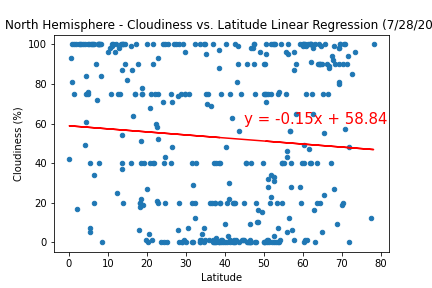 North Hemisphere - Cloudiness vs. Latitude Linear Regression (7/28/20
100
80
60
40
20
0
Cloudiness (%)
y = -0.15x + 58.84
0 10 20 30 40 50 60 70 80
Latitude